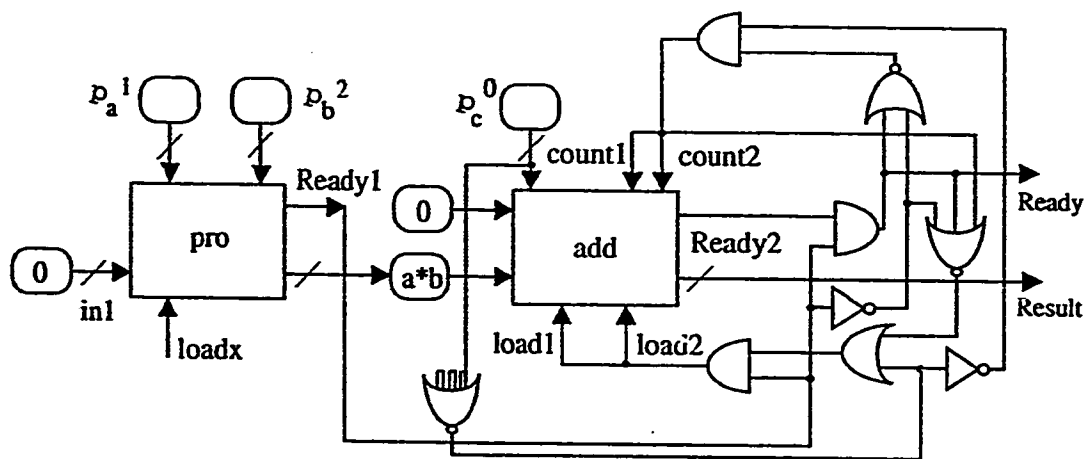 p_a^1
p_b^2
p_c^0
count1
count2
Ready1
Ready
0
pro
add
Ready2
0
a*b
in1
Result
loadx
load1
load2